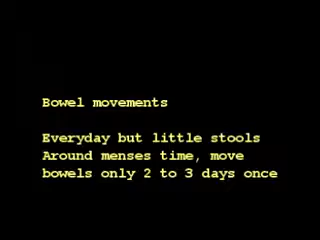 Bowel movements
Everyday but little stools
Around menses time, move
bowels only 2 to 3 days once